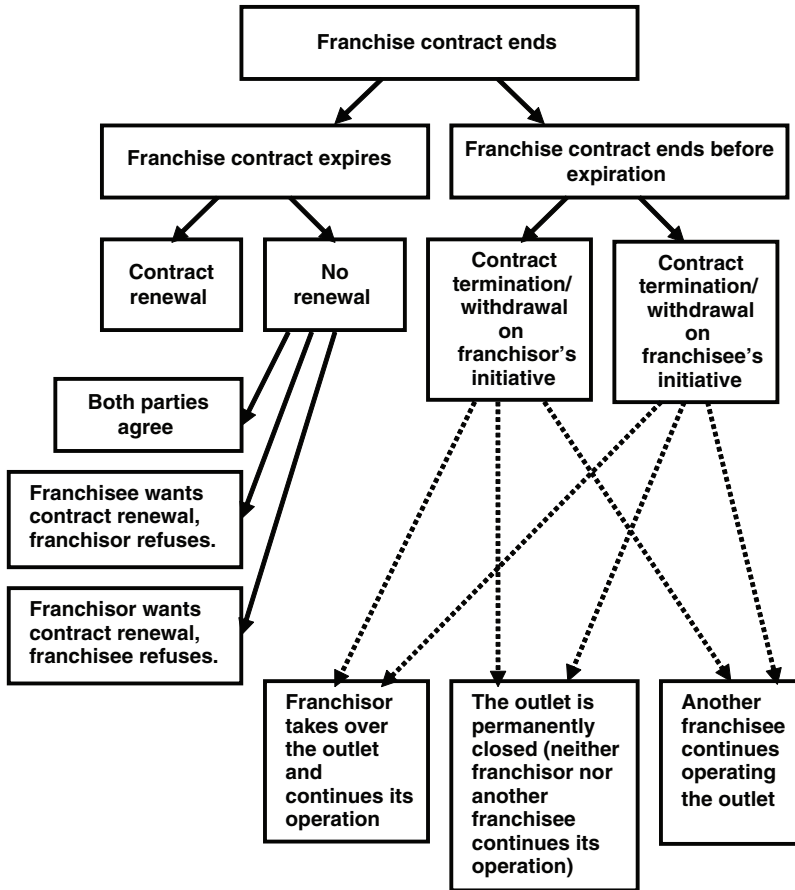 Franchise contract ends
Franchise contract expires
Franchise contract ends before
expiration
Contract
renewal
No
renewal
Contract
termination/
withdrawal
on
franchisor's
initiative
Contract
termination/
withdrawal
on
franchisee's
initiative
Both parties
agree
Franchisee wants
contract renewal,
franchisor refuses.
Franchisor wants
contract renewal,
franchisee refuses.
Franchisor
takes over
the outlet
and
continues its
operation
The outlet is
permanently
closed (neither
franchisor nor
another
franchisee
continues its
operation)
Another
franchisee
continues
operating
the outlet